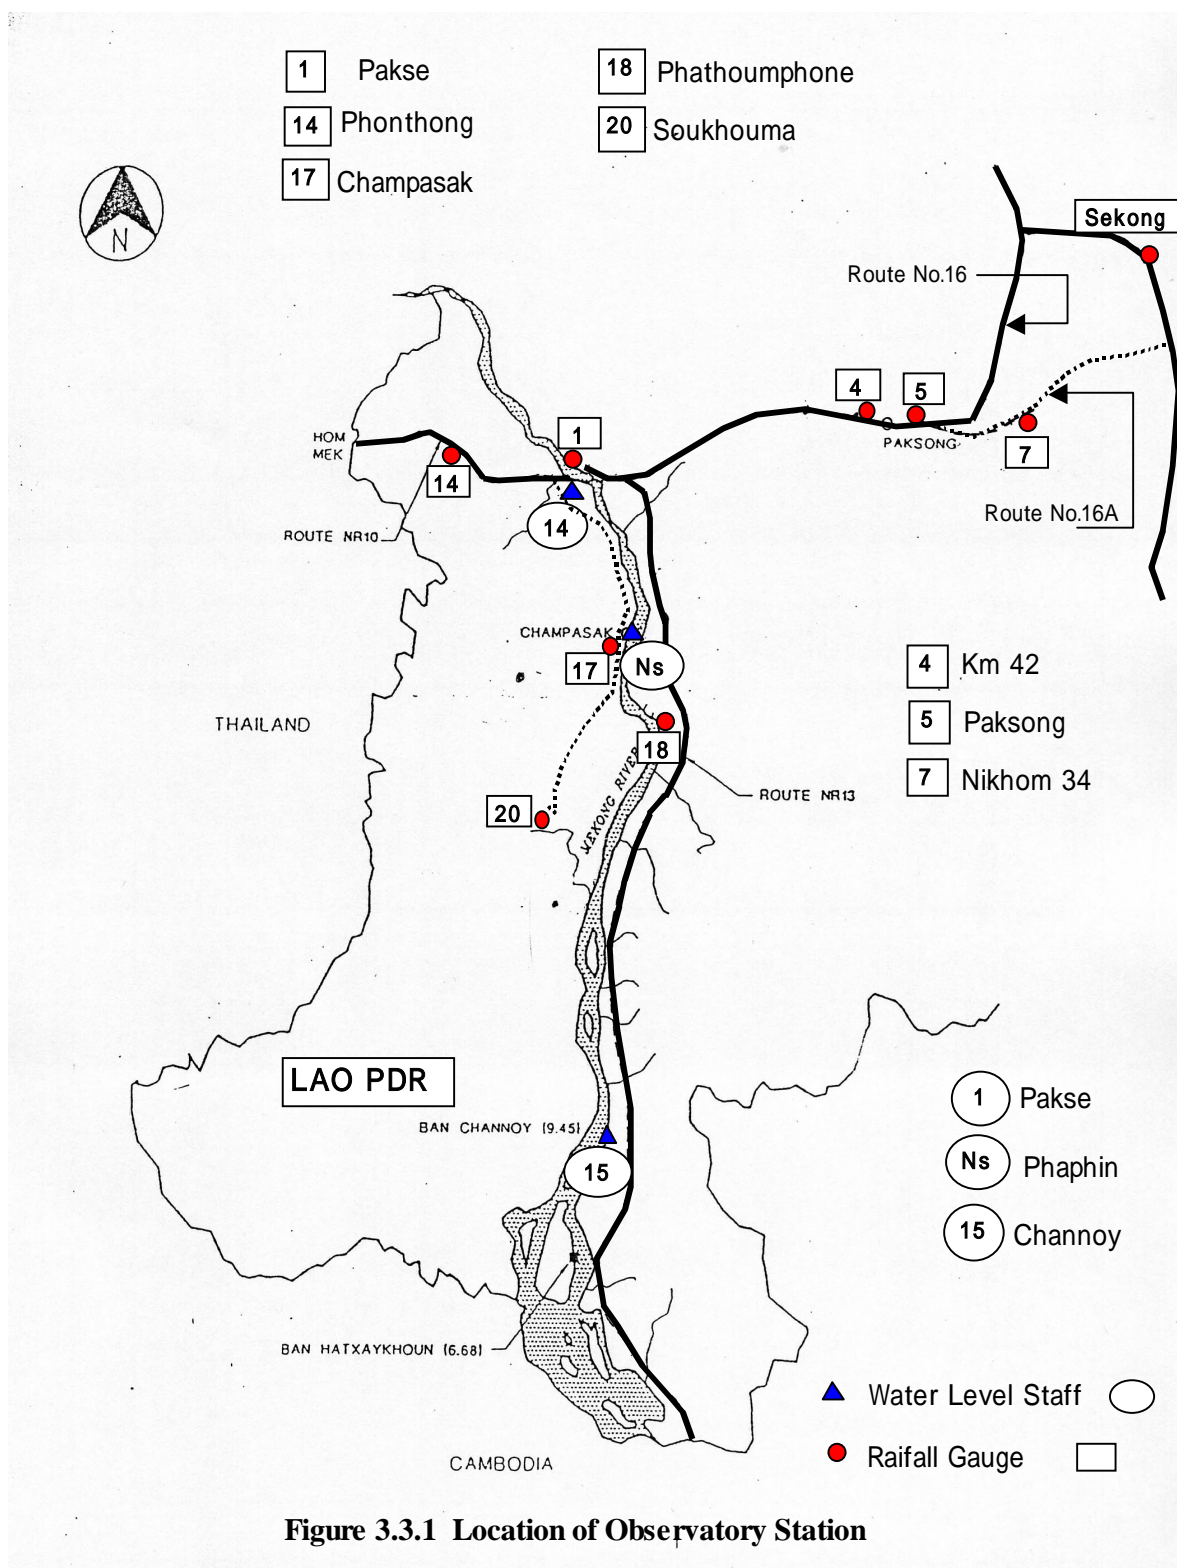 1 Pakse
18 Phathoumphone
14 Phonthong
20 Soukhouma
17 Champasak
N
Sekong
Route No.16
4
5
HOM
MEK
1
PAKSONG
7
14
Route No.16A
ROUTE NR10
14
CHAMPASAK
17
Ns
4 Km 42
THAILAND
5 Paksong
18
7 Nikhom 34
MEKONG RIVER
ROUTE NR13
20
LAO PDR
1 Pakse
BAN CHANNOY (9.45)
15
Ns Phaphin
15 Channoy
BAN HATXAYKHOUN (6.68)
Water Level Staff
Raifall Gauge
CAMBODIA
Figure 3.3.1 Location of Observatory Station